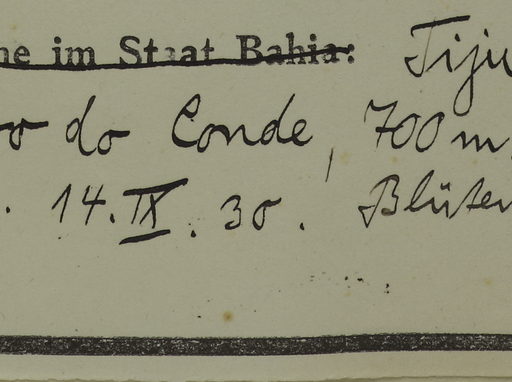 ne im Staat Bahia: Tiju
o do Conde, 700 m
. 14. IX. 30. Blüten